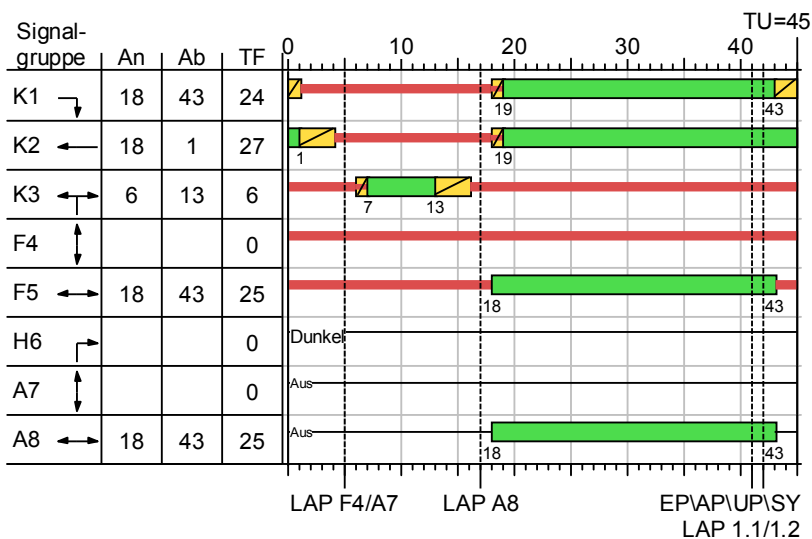 TU=45
Signal-
gruppe An Ab TF 0 10 20 30 40
K1 18 43 24 19 43
K2 18 1 27 1 19
K3 6 13 6 7 13
F4 0
F5 18 43 25 18 43
H6 0 Dunkel
A7 0 Aus
A8 18 43 25 Aus 18 43
LAP F4/A7 LAP A8 EP\AP\UP\SY
LAP 1.1/1.2